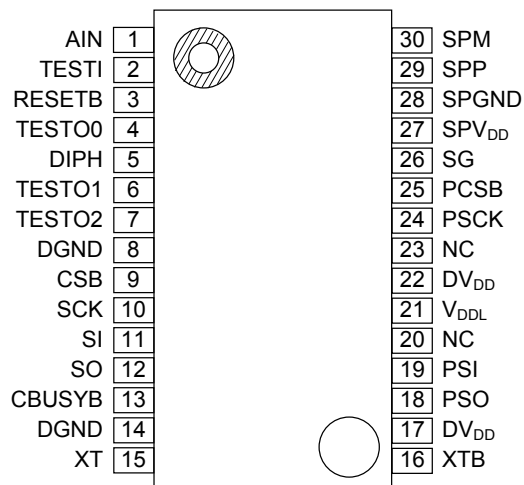 AIN 1 30 SPM
TESTI 2 29 SPP
RESETB 3 28 SPGND
TESTO0 4 27 SPVDD
DIPH 5 26 SG
TESTO1 6 25 PCSB
TESTO2 7 24 PSCK
DGND 8 23 NC
CSB 9 22 DVDD
SCK 10 21 VDDL
SI 11 20 NC
SO 12 19 PSI
CBUSYB 13 18 PSO
DGND 14 17 DVDD
XT 15 16 XTB